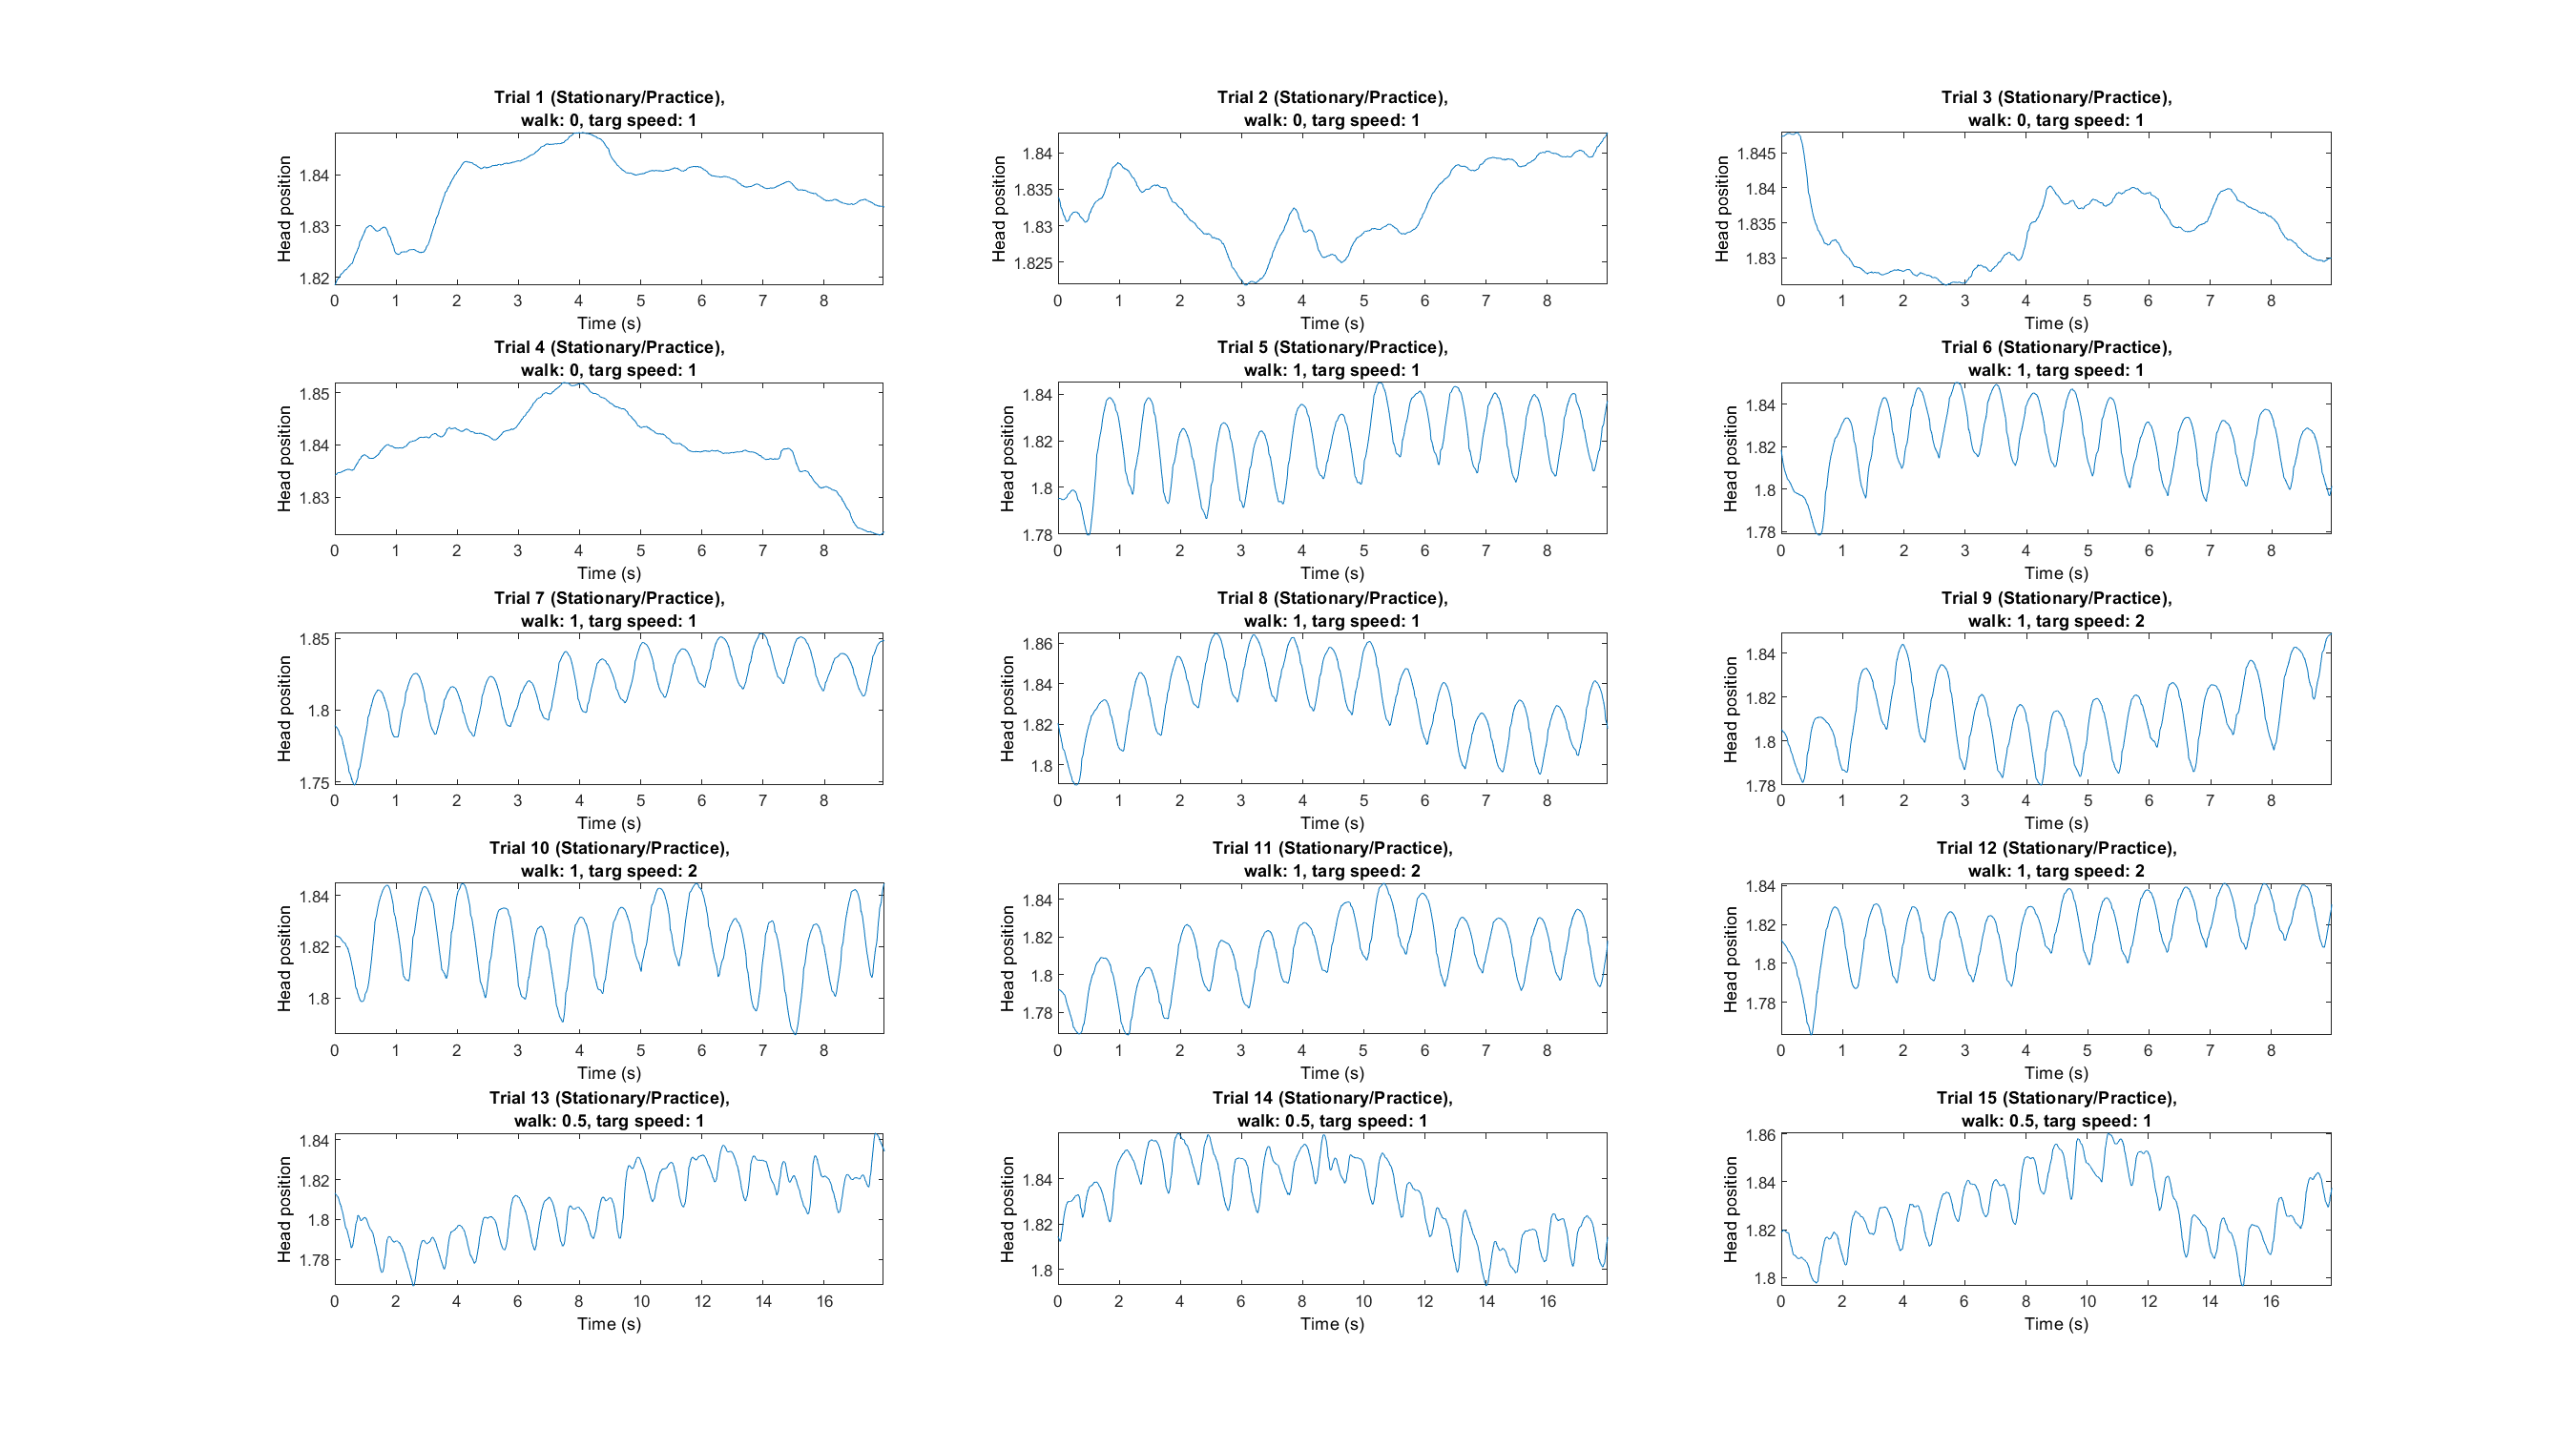 Trial 1 (Stationary/Practice),
walk: 0, targ speed: 1
Head position
1.84
1.83
1.82
0 1 2 3 4 5 6 7 8
Time (s)
Trial 2 (Stationary/Practice),
walk: 0, targ speed: 1
Head position
1.84
1.835
1.83
1.825
0 1 2 3 4 5 6 7 8
Time (s)
Trial 3 (Stationary/Practice),
walk: 0, targ speed: 1
Head position
1.845
1.84
1.835
1.83
0 1 2 3 4 5 6 7 8
Time (s)
Trial 4 (Stationary/Practice),
walk: 0, targ speed: 1
Head position
1.85
1.84
1.83
0 1 2 3 4 5 6 7 8
Time (s)
Trial 5 (Stationary/Practice),
walk: 1, targ speed: 1
Head position
1.84
1.82
1.8
1.78
0 1 2 3 4 5 6 7 8
Time (s)
Trial 6 (Stationary/Practice),
walk: 1, targ speed: 1
Head position
1.84
1.82
1.8
1.78
0 1 2 3 4 5 6 7 8
Time (s)
Trial 7 (Stationary/Practice),
walk: 1, targ speed: 1
Head position
1.85
1.8
1.75
0 1 2 3 4 5 6 7 8
Time (s)
Trial 8 (Stationary/Practice),
walk: 1, targ speed: 1
Head position
1.86
1.84
1.82
1.8
0 1 2 3 4 5 6 7 8
Time (s)
Trial 9 (Stationary/Practice),
walk: 1, targ speed: 2
Head position
1.84
1.82
1.8
1.78
0 1 2 3 4 5 6 7 8
Time (s)
Trial 10 (Stationary/Practice),
walk: 1, targ speed: 2
Head position
1.84
1.82
1.8
0 1 2 3 4 5 6 7 8
Time (s)
Trial 11 (Stationary/Practice),
walk: 1, targ speed: 2
Head position
1.84
1.82
1.8
1.78
0 1 2 3 4 5 6 7 8
Time (s)
Trial 12 (Stationary/Practice),
walk: 1, targ speed: 2
Head position
1.84
1.82
1.8
1.78
0 1 2 3 4 5 6 7 8
Time (s)
Trial 13 (Stationary/Practice),
walk: 0.5, targ speed: 1
Head position
1.84
1.82
1.8
1.78
0 2 4 6 8 10 12 14 16
Time (s)
Trial 14 (Stationary/Practice),
walk: 0.5, targ speed: 1
Head position
1.84
1.82
1.8
0 2 4 6 8 10 12 14 16
Time (s)
Trial 15 (Stationary/Practice),
walk: 0.5, targ speed: 1
Head position
1.86
1.84
1.82
1.8
0 2 4 6 8 10 12 14 16
Time (s)